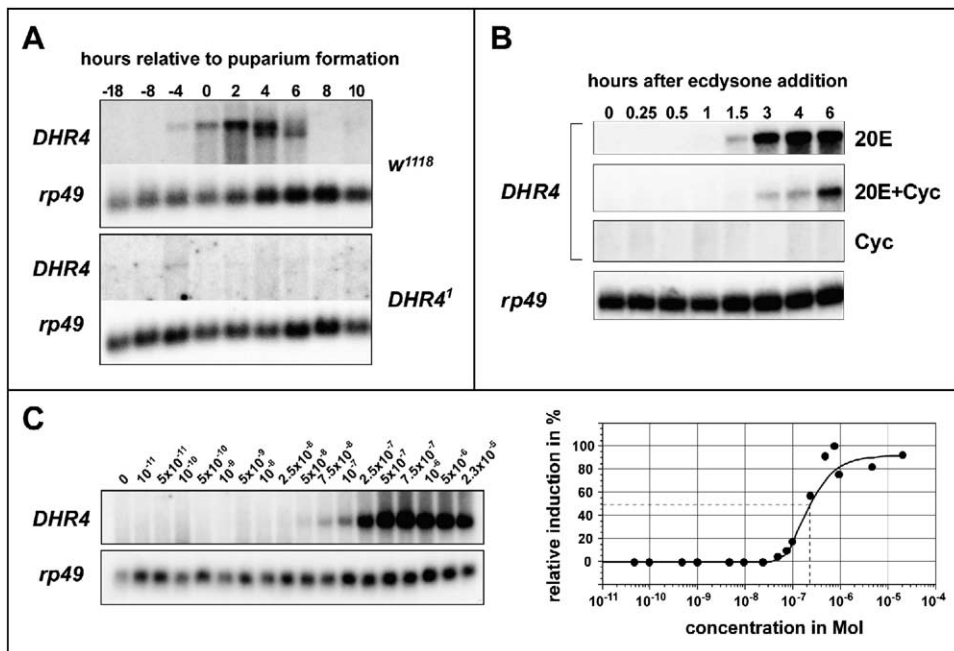 A
hours relative to puparium formation
-18 -8 -4 0 2 4 6 8 10
DHR4
w1118
rp49
DHR4
DHR41
rp49
B
hours after ecdysone addition
0 0.25 0.5 1 1.5 3 4 6
20E
DHR4
20E+Cyc
Cyc
rp49
C
0 10-11 5x10-11 10-10 5x10-10 10-9 5x10-9 10-8 2.5x10-8 5x10-8 7.5x10-8 10-7 2.5x10-7 5x10-7 7.5x10-7 10-6 5x10-6 2.3x10-5
DHR4
rp49
relative induction in %
100
80
60
40
20
0
10-11 10-10 10-9 10-8 10-7 10-6 10-5 10-4
concentration in Mol